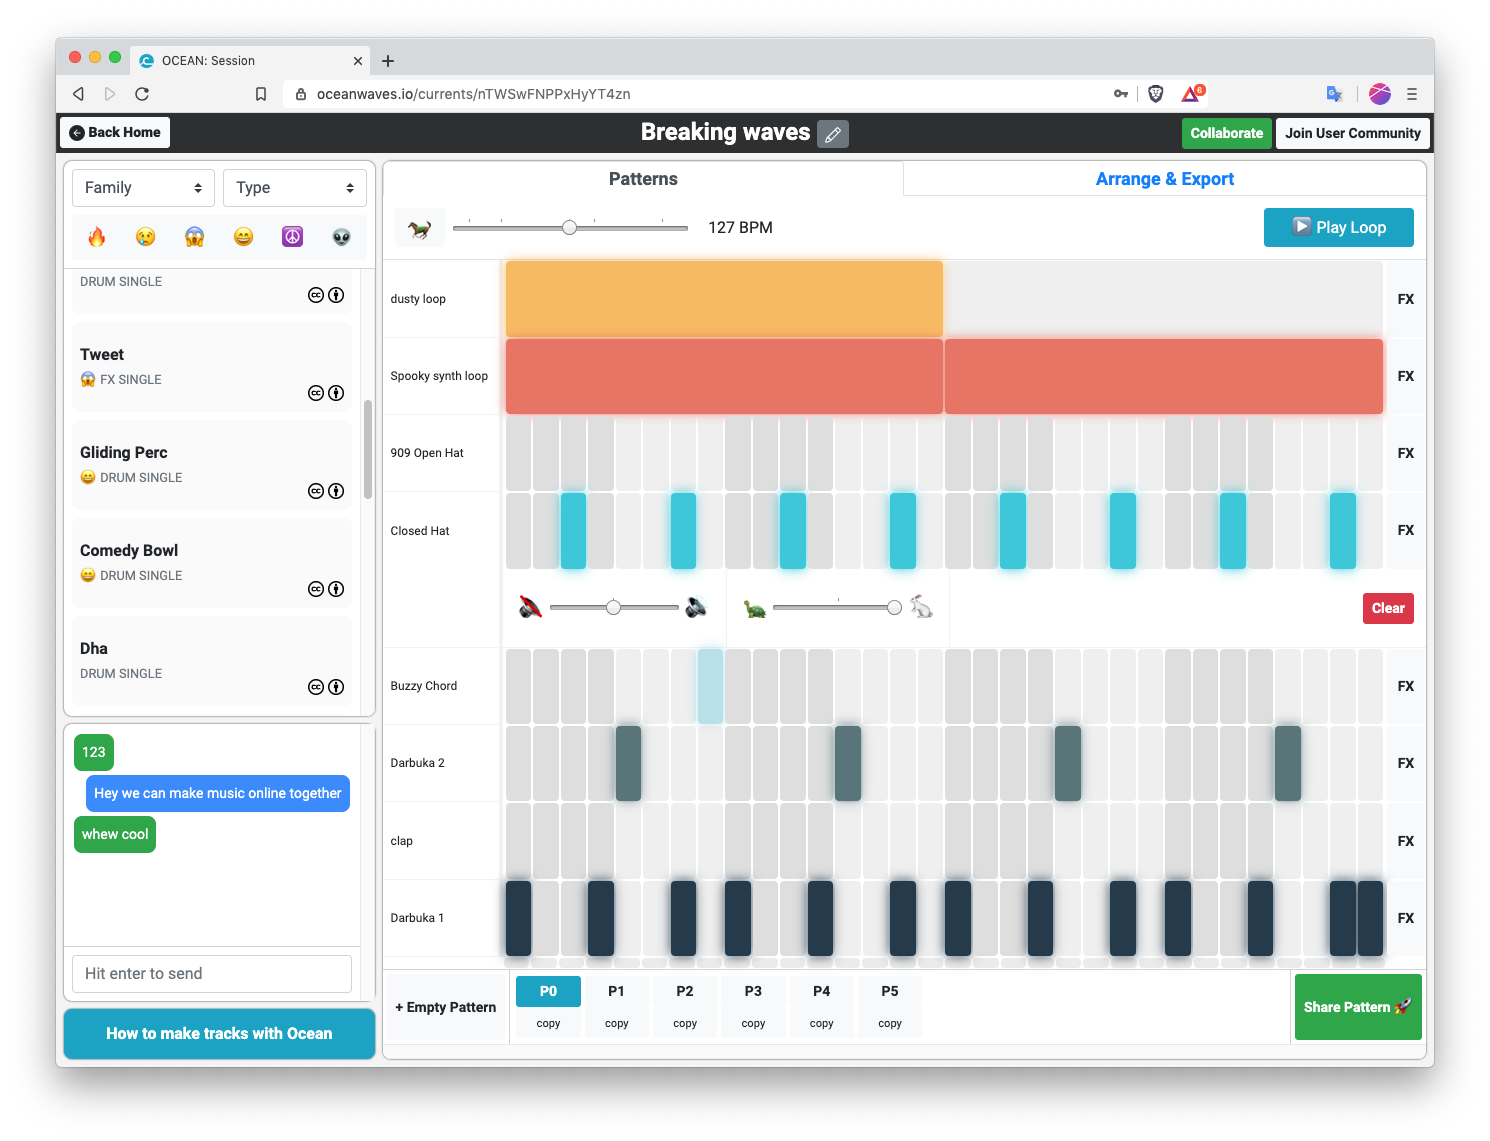 OCEAN: Session
oceanwaves.io/currents/nTWSwFNPPxHyYT4zn
6
Back Home
Breaking waves
Collaborate
Join User Community
Family
Type
Patterns
Arrange & Export
127 BPM
Play Loop
DRUM SINGLE
Tweet
FX SINGLE
Gliding Perc
DRUM SINGLE
Comedy Bowl
DRUM SINGLE
Dha
DRUM SINGLE
dusty loop
FX
Spooky synth loop
FX
909 Open Hat
FX
Closed Hat
FX
Clear
Buzzy Chord
FX
Darbuka 2
FX
clap
FX
Darbuka 1
FX
123
Hey we can make music online together
whew cool
Hit enter to send
How to make tracks with Ocean
+ Empty Pattern
P0
P1
P2
P3
P4
P5
copy
copy
copy
copy
copy
copy
Share Pattern